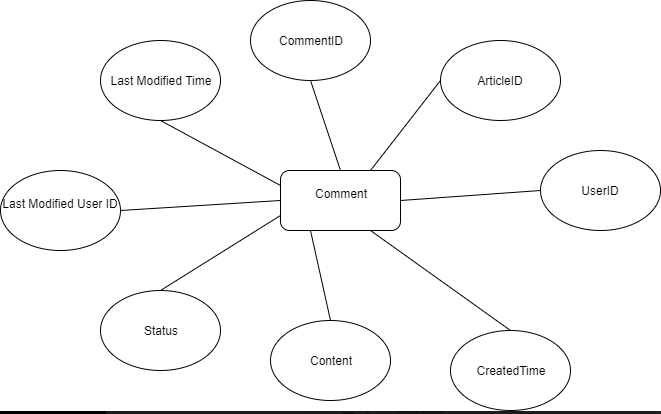 CommentID
Last Modified Time
ArticleID
Comment
UserID
Last Modified User ID
Status
Content
CreatedTime